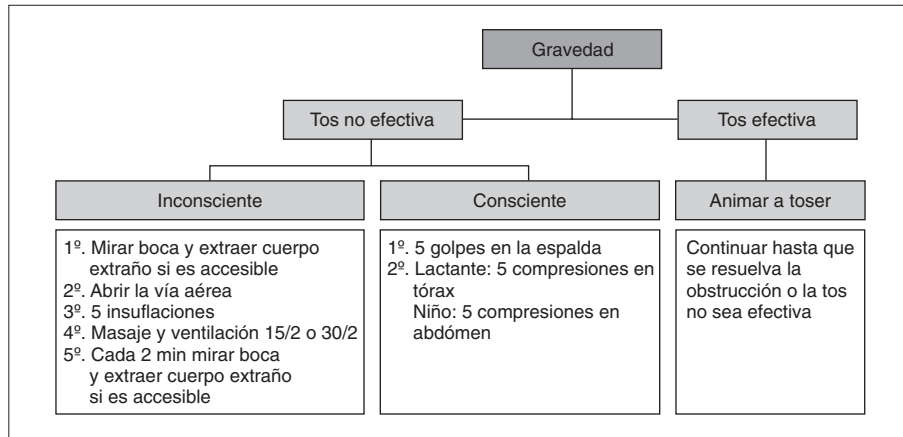 Gravedad
Tos no efectiva
Tos efectiva
Inconsciente
Consciente
Animar a toser
1º. Mirar boca y extraer cuerpo
extraño si es accesible
2º. Abrir la vía aérea
3º. 5 insuflaciones
4º. Masaje y ventilación 15/2 o 30/2
5º. Cada 2 min mirar boca
y extraer cuerpo extraño
si es accesible
1º. 5 golpes en la espalda
2º. Lactante: 5 compresiones en
tórax
Niño: 5 compresiones en
abdómen
Continuar hasta que
se resuelva la
obstrucción o la tos
no sea efectiva